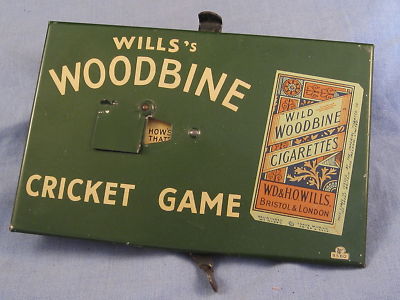 WILLS's
WOODBINE
HOWS
THAT
CRICKET GAME
WILD
WOODBINE
CIGARETTES
W.D.& H.O.WILLS.
BRISTOL & LONDON